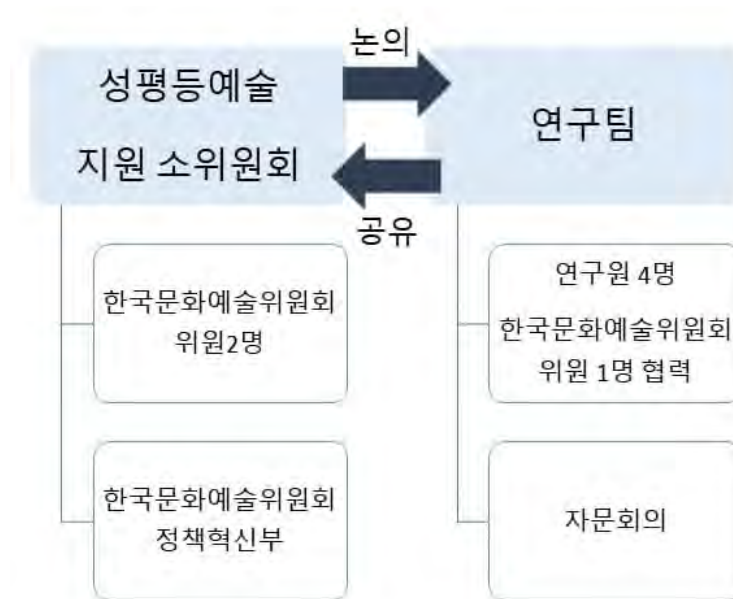 논의
성평등예술
지원 소위원회
연구팀
공유
한국문화예술위원회
위원2명
연구원 4명
한국문화예술위원회
위원 1명 협력
한국문화예술위원회
정책혁신부
자문회의